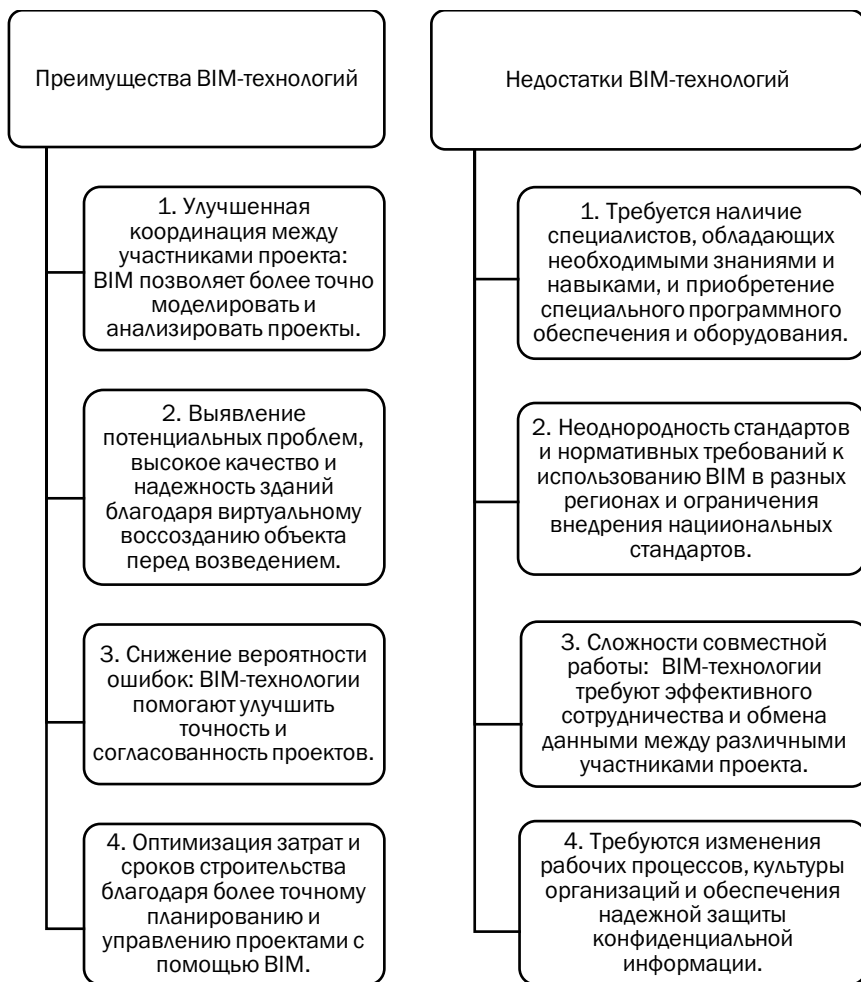 Преимущества BIM-технологий
1. Улучшенная
координация между
участниками проекта:
BIM позволяет более точно
моделировать и
анализировать проекты.
2. Выявление
потенциальных проблем,
высокое качество и
надежность зданий
благодаря виртуальному
воссозданию объекта
перед возведением.
3. Снижение вероятности
ошибок: BIM-технологии
помогают улучшить
точность и
согласованность проектов.
4. Оптимизация затрат и
сроков строительства
благодаря более точному
планированию и
управлению проектами с
помощью BIM.
Недостатки BIM-технологий
1. Требуется наличие
специалистов, обладающих
необходимыми знаниями и
навыками, и приобретение
специального программного
обеспечения и оборудования.
2. Неоднородность стандартов
и нормативных требований к
использованию BIM в разных
регионах и ограничения
внедрения нацинональных
стандартов.
3. Сложности совместной
работы:  BIM-технологии
требуют эффективного
сотрудничества и обмена
данными между различными
участниками проекта.
4. Требуются изменения
рабочих процессов, культуры
организаций и обеспечения
надежной защиты
конфиденциальной
информации.